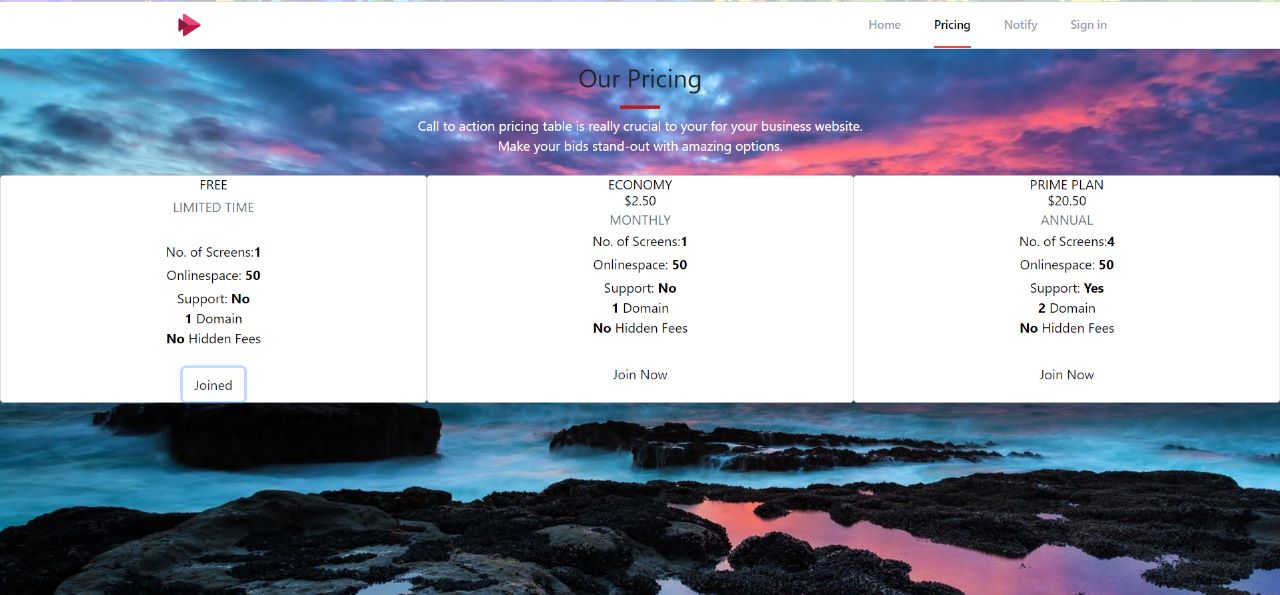 Home Pricing Notify Sign in
Our Pricing
Call to action pricing table is really crucial to your for your business website.
Make your bids stand-out with amazing options.
FREE
LIMITED TIME
No. of Screens:1
Onlinespace: 50
Support: No
1 Domain
No Hidden Fees
Joined
ECONOMY
$2.50
MONTHLY
No. of Screens:1
Onlinespace: 50
Support: No
1 Domain
No Hidden Fees
Join Now
PRIME PLAN
$20.50
ANNUAL
No. of Screens:4
Onlinespace: 50
Support: Yes
2 Domain
No Hidden Fees
Join Now